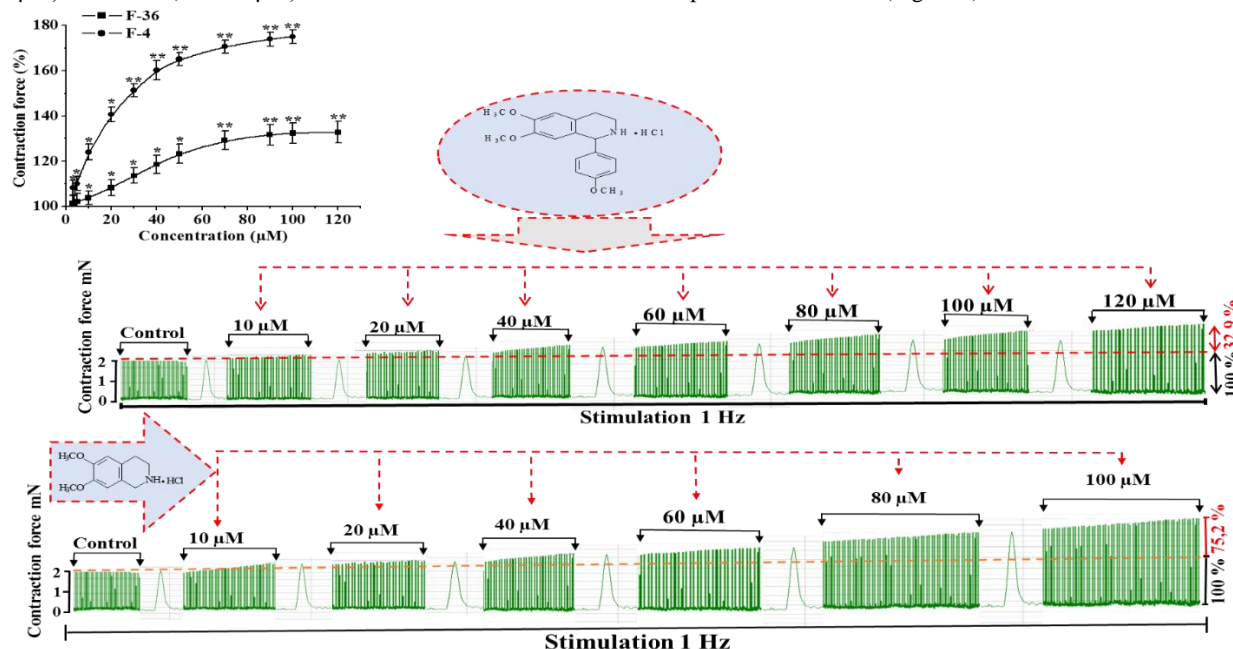 F-36
F-4
Contraction force (%)
180
160
140
120
100
0 20 40 60 80 100 120
Concentration (µM)
* * * * * * * ** ** ** **
* * * * ** ** ** ** ** **
H₃CO
H₃CO
NH •HCl
OCH₃
Contraction force mN
2
1
0
Control
10 µM
20 µM
40 µM
60 µM
80 µM
100 µM
120 µM
32,9 %
100 %
Stimulation 1 Hz
H₃CO
H₃CO
NH•HCl
Contraction force mN
2
1
0
Control
10 µM
20 µM
40 µM
60 µM
80 µM
100 µM
75,2 %
100 %
Stimulation 1 Hz